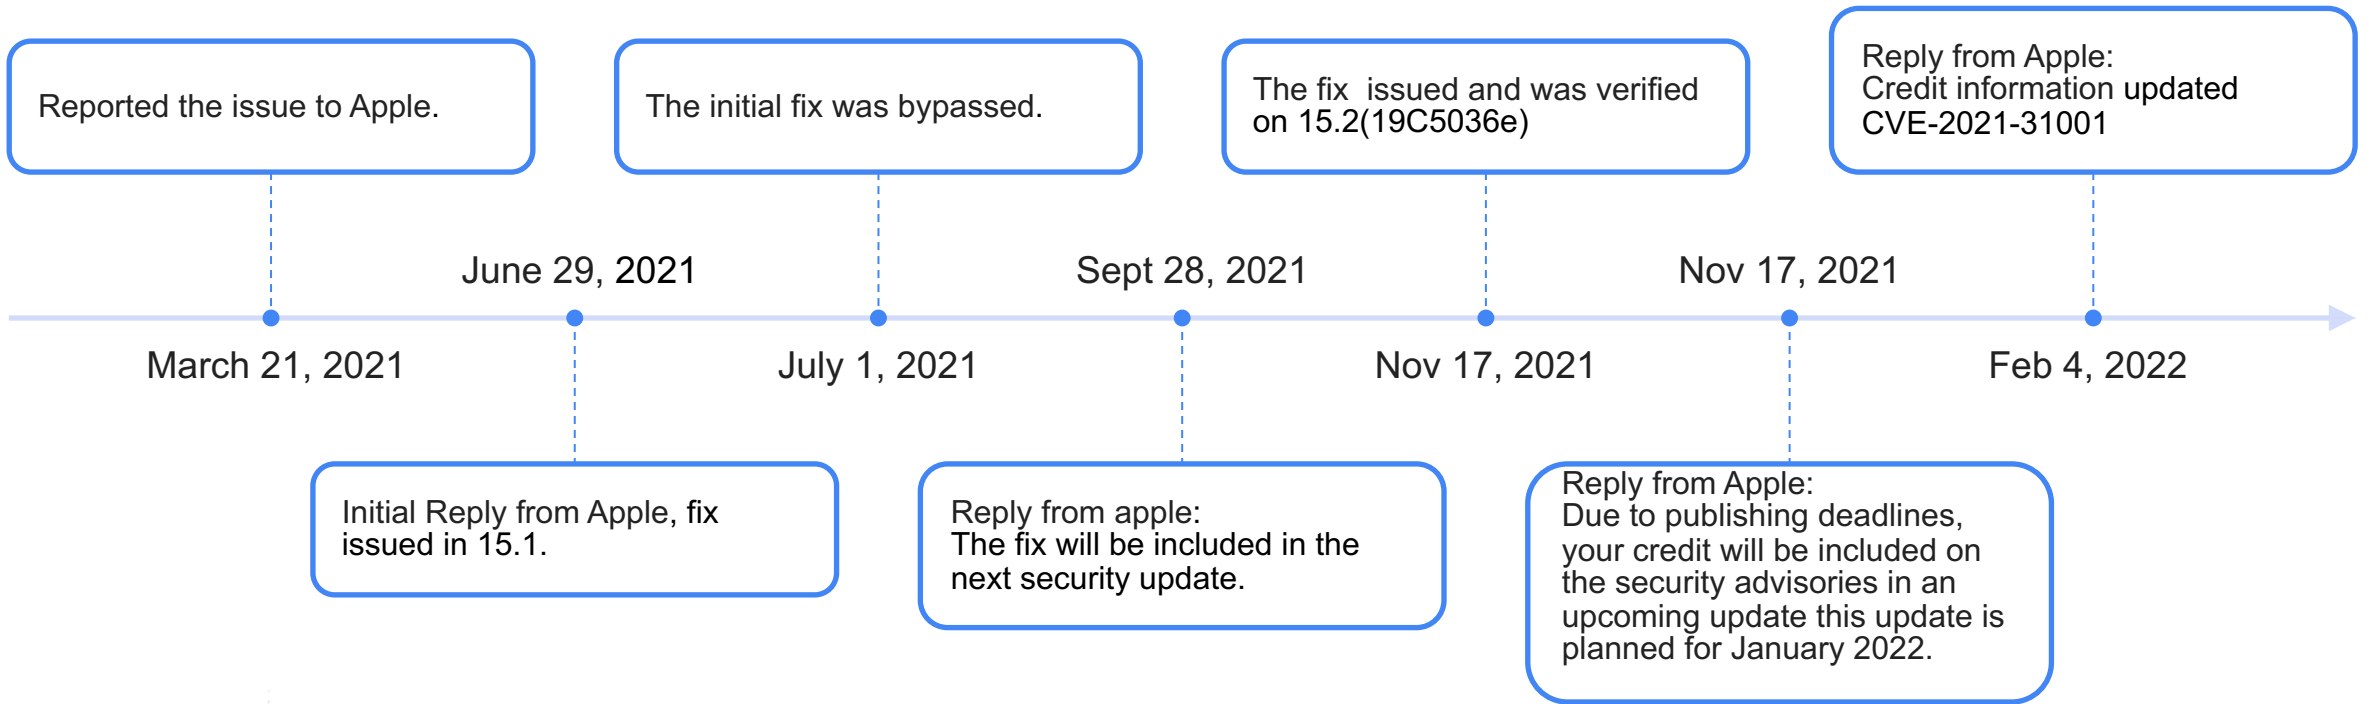 Reported the issue to Apple.
March 21, 2021
June 29, 2021
Initial Reply from Apple, fix
issued in 15.1.
The initial fix was bypassed.
July 1, 2021
Sept 28, 2021
Reply from apple:
The fix will be included in the
next security update.
The fix  issued and was verified
on 15.2(19C5036e)
Nov 17, 2021
Nov 17, 2021
Reply from Apple:
Due to publishing deadlines,
your credit will be included on
the security advisories in an
upcoming update this update is
planned for January 2022.
Reply from Apple:
Credit information updated
CVE-2021-31001
Feb 4, 2022